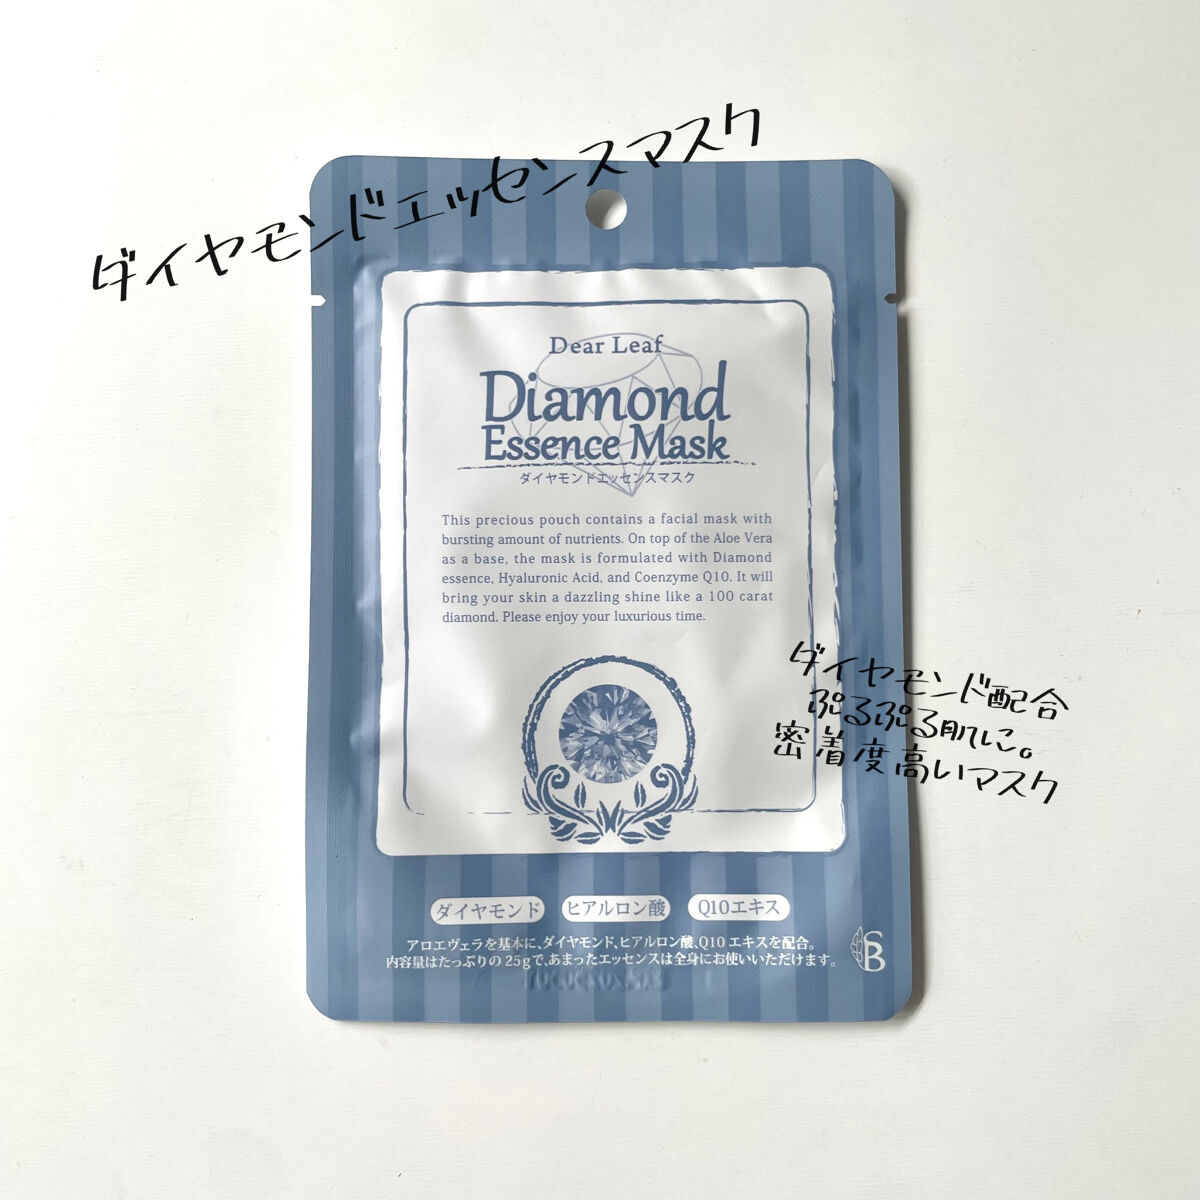 ダイヤモンドエッセンスマスク
Dear Leaf
Diamond
Essence Mask
ダイヤモンドエッセンスマスク
This precious pouch contains a facial mask with
bursting amount of nutrients. On top of the Aloe Vera
as a base, the mask is formulated with Diamond
essence, Hyaluronic Acid, and Coenzyme Q10. It will
bring your skin a dazzling shine like a 100 carat
diamond. Please enjoy your luxurious time.
ダイヤモンド配合
ぷるぷる肌に。
密着度高いマスク
ダイヤモンド ヒアルロン酸 Q10エキス
アロエヴェラを基本に、ダイヤモンド、ヒアルロン酸、Q10 エキスを配合。
内容量はたっぷりの 25gで、あまったエッセンスは全身にお使いいただけます。
SB